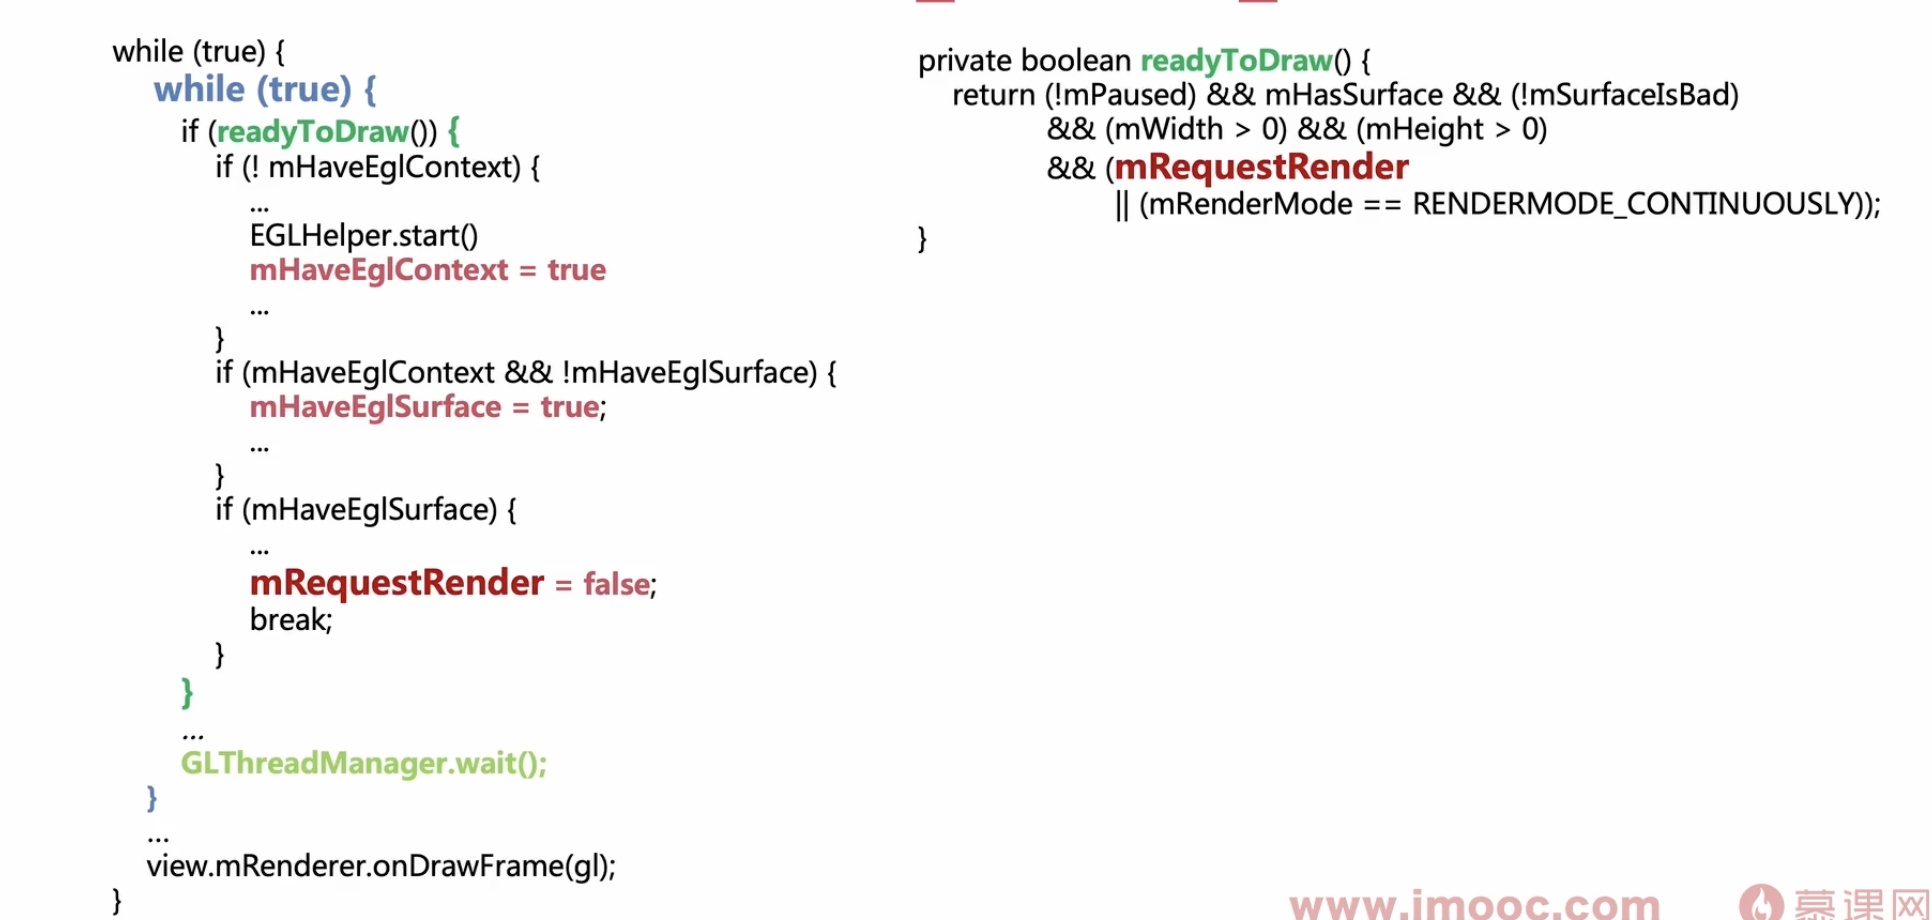 while (true) {
while (true) {
if (readyToDraw()) {
if (! mHaveEglContext) {
...
EGLHelper.start()
mHaveEglContext = true
...
}
if (mHaveEglContext && !mHaveEglSurface) {
mHaveEglSurface = true;
...
}
if (mHaveEglSurface) {
...
mRequestRender = false;
break;
}
}
...
GLThreadManager.wait();
}
...
view.mRenderer.onDrawFrame(gl);
}
private boolean readyToDraw() {
return (!mPaused) && mHasSurface && (!mSurfaceIsBad)
&& (mWidth > 0) && (mHeight > 0)
&& (mRequestRender
|| (mRenderMode == RENDERMODE_CONTINUOUSLY));
}
www.imooc.com 慕课网